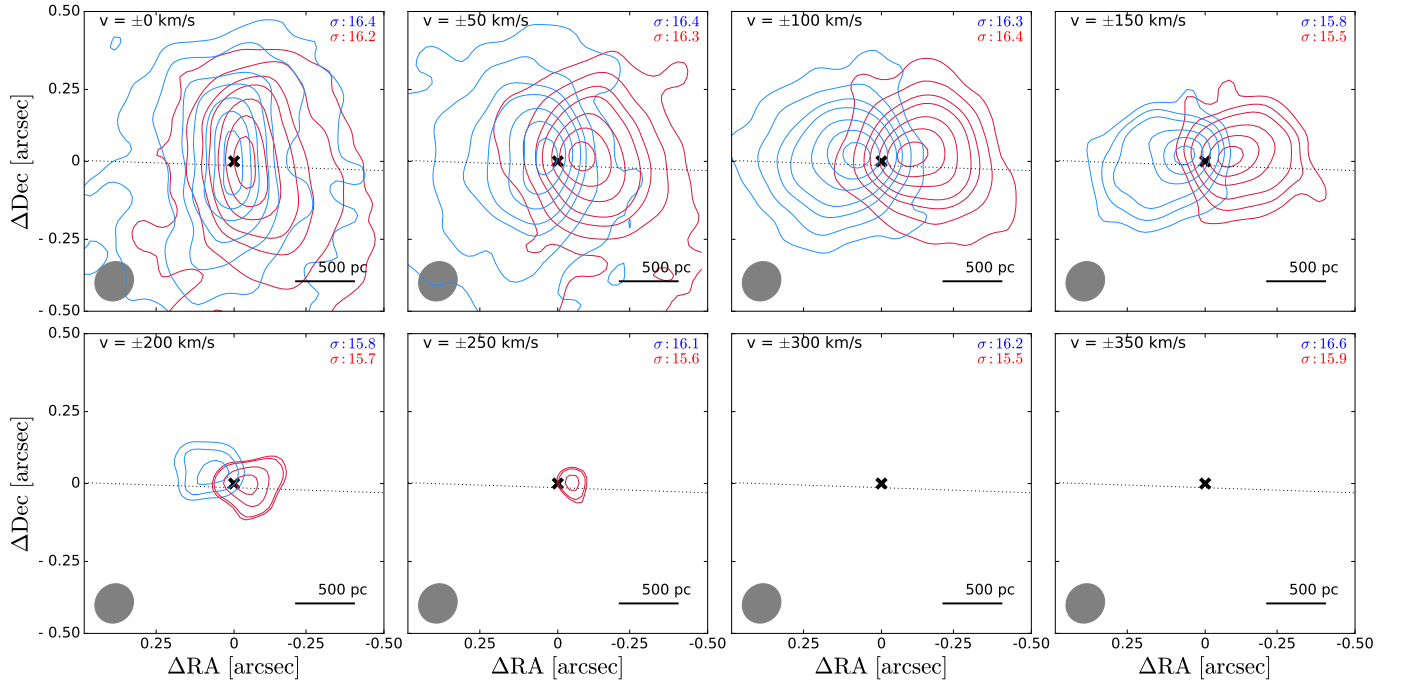 v = ±0 km/s
σ : 16.4
σ : 16.2
500 pc
v = ±50 km/s
σ : 16.4
σ : 16.3
500 pc
v = ±100 km/s
σ : 16.3
σ : 16.4
500 pc
v = ±150 km/s
σ : 15.8
σ : 15.5
500 pc
0.50
0.25
0
- 0.25
- 0.50
ΔDec [arcsec]
v = ±200 km/s
σ : 15.8
σ : 15.7
500 pc
v = ±250 km/s
σ : 16.1
σ : 15.6
500 pc
v = ±300 km/s
σ : 16.2
σ : 15.5
500 pc
v = ±350 km/s
σ : 16.6
σ : 15.9
500 pc
0.50
0.25
0
- 0.25
- 0.50
ΔDec [arcsec]
0.25 0 -0.25 -0.50
0.25 0 -0.25 -0.50
0.25 0 -0.25 -0.50
0.25 0 -0.25 -0.50
ΔRA [arcsec]
ΔRA [arcsec]
ΔRA [arcsec]
ΔRA [arcsec]